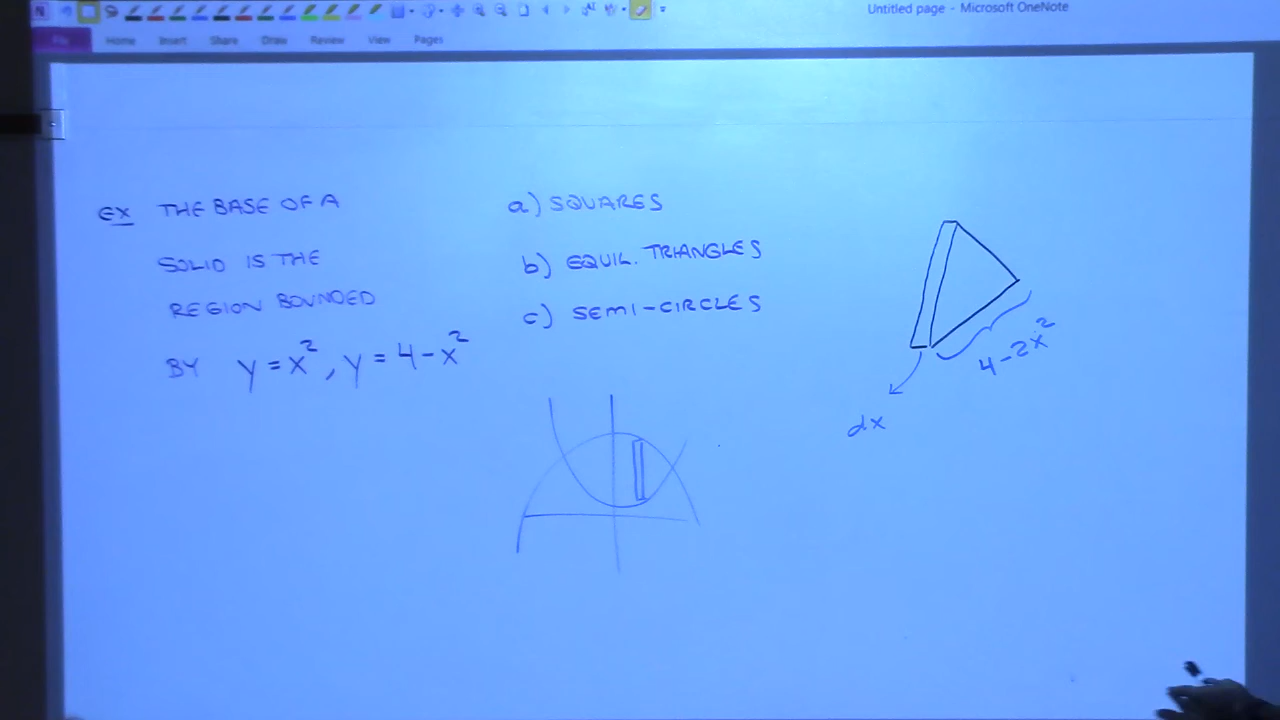 Untitled page - Microsoft OneNote
Home Insert Share Draw Review View Pages
EX THE BASE OF A
SOLID IS THE
REGION BOUNDED
BY y = x², y = 4 - x²
a) SQUARES
b) EQUIL. TRIANGLES
c) SEMI-CIRCLES
4 - 2x²
dx